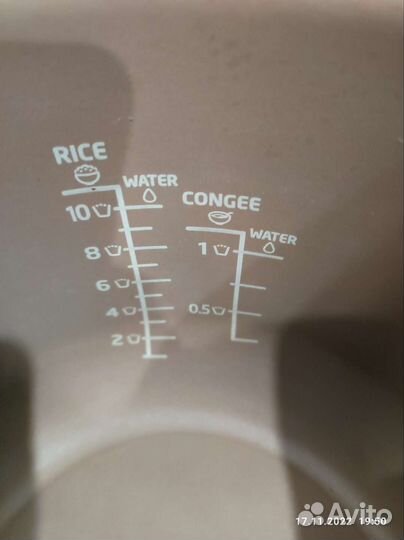 RICE
WATER
10
8
6
4
2
CONGEE
WATER
1
0.5
17.11.2022 19:50
Avito